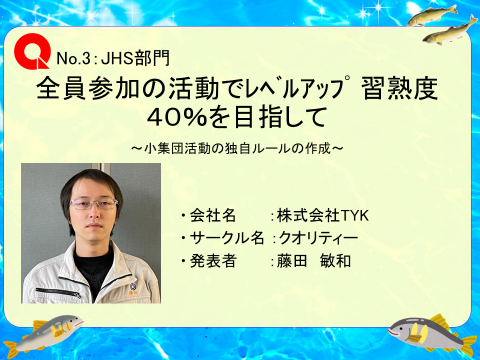 No.3：JHS部門
全員参加の活動でﾚﾍﾞﾙｱｯﾌﾟ 習熟度
４０％を目指して
～小集団活動の独自ルールの作成～
・会社名　　：株式会社TYK
・サークル名 ：クオリティー
・発表者　　：藤田　敏和